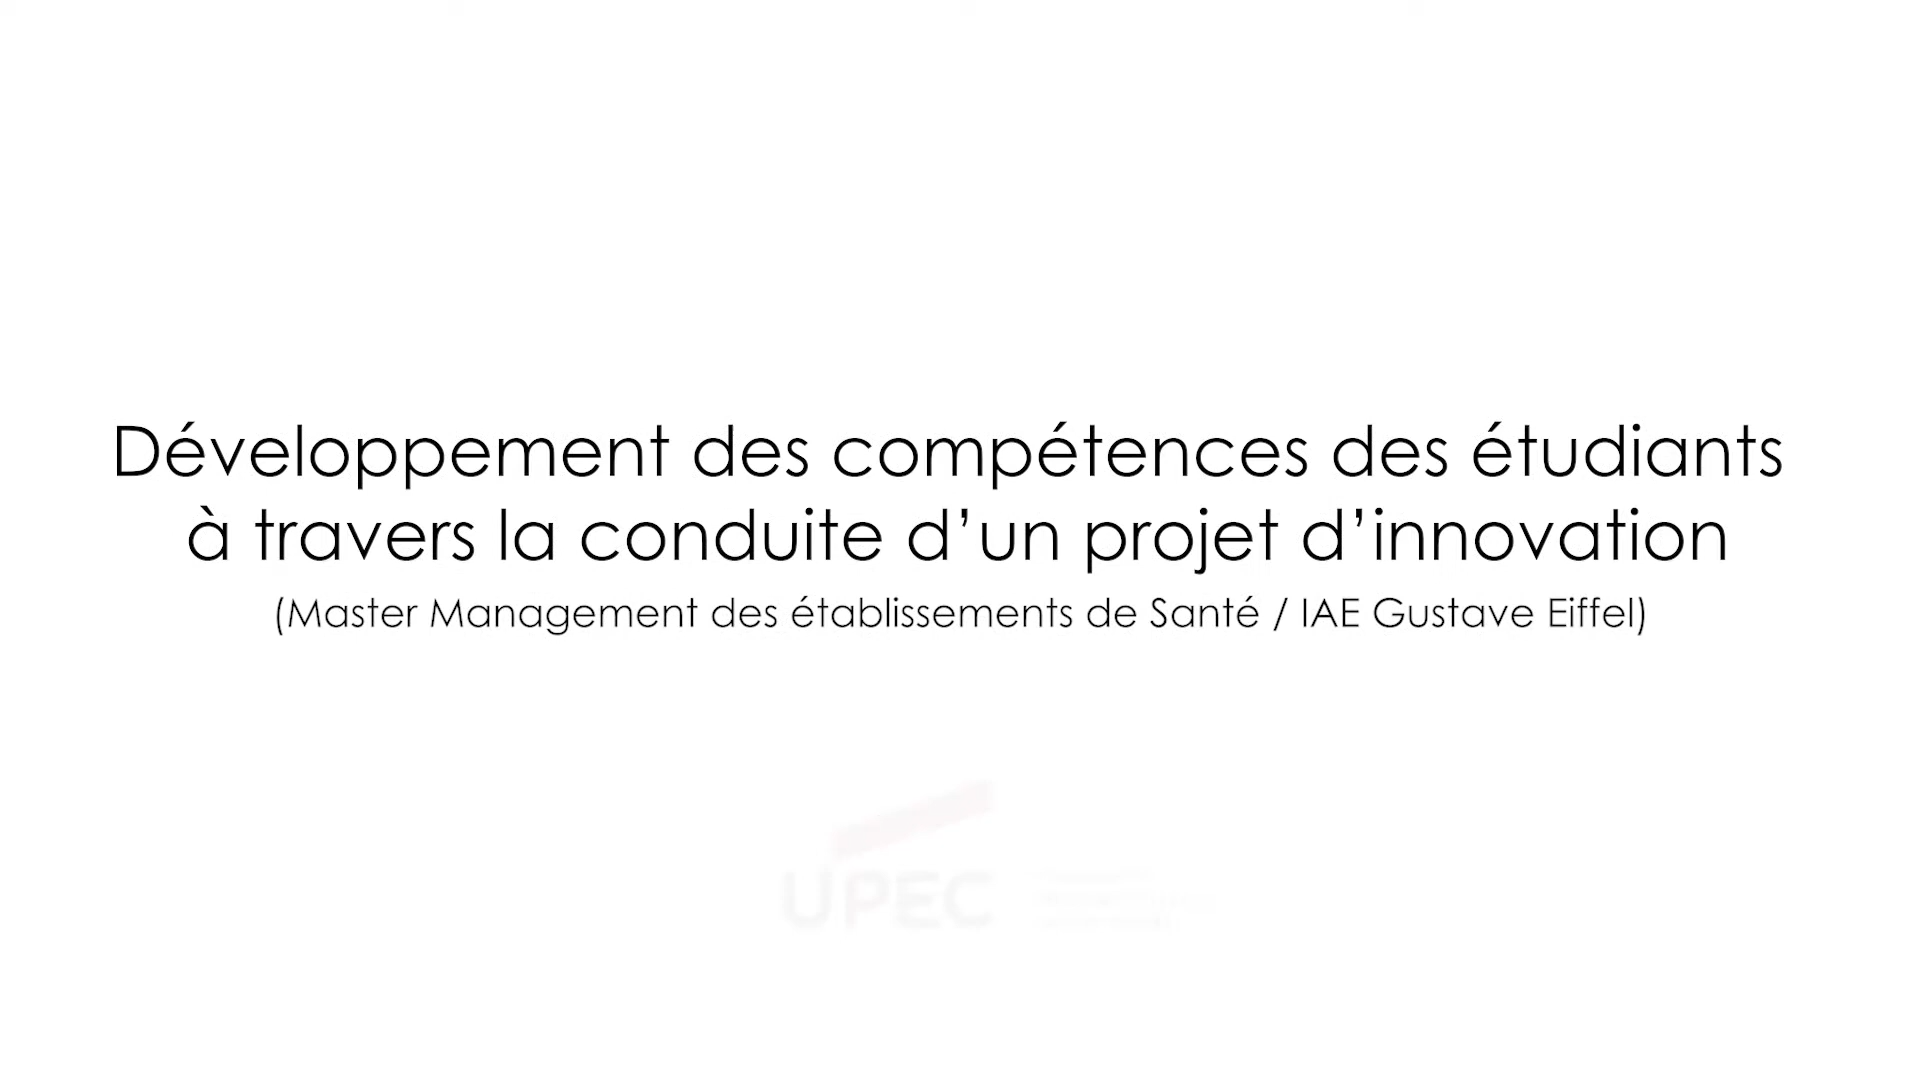 Développement des compétences des étudiants
à travers la conduite d’un projet d’innovation
(Master Management des établissements de Santé / IAE Gustave Eiffel)
UPEC